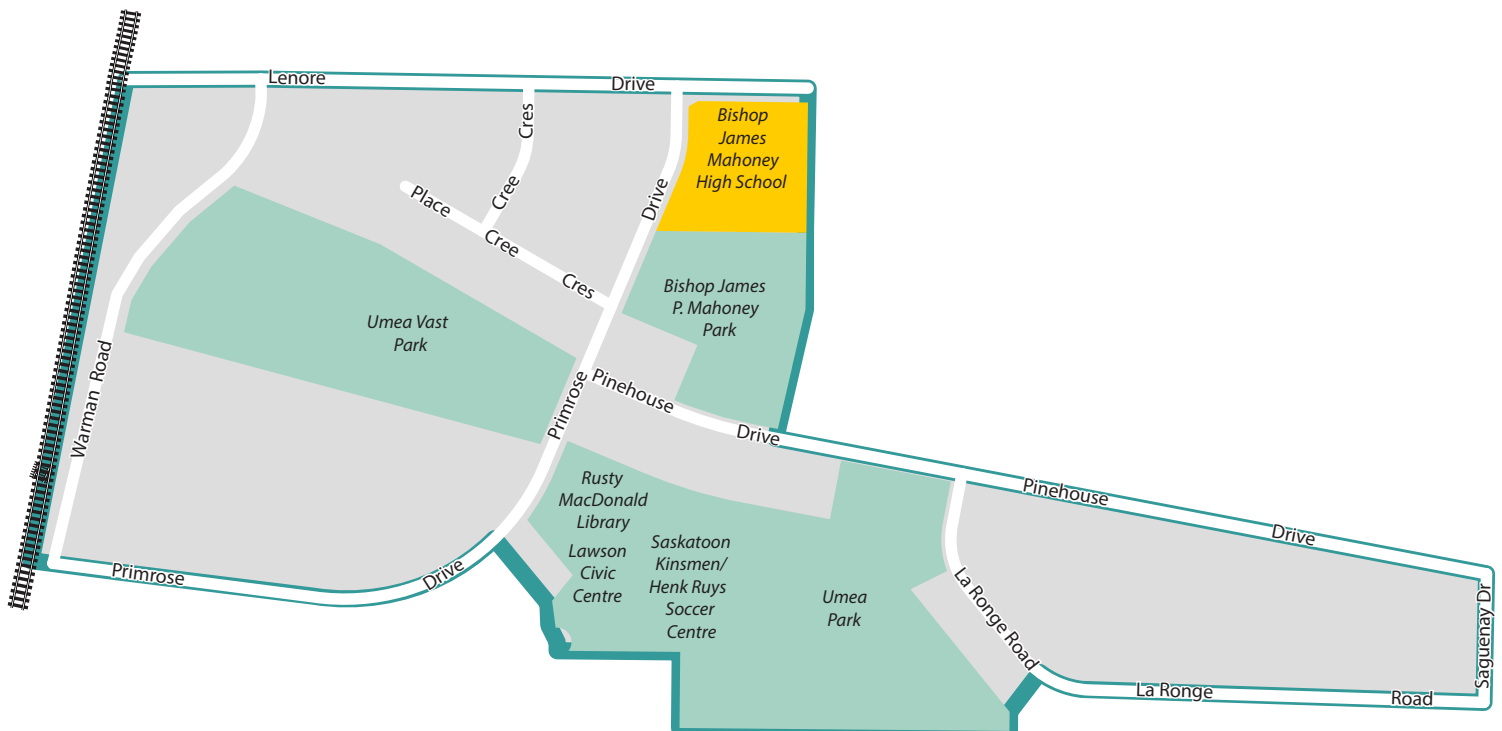 Lenore Drive
Bishop
James
Mahoney
High School
Cres
Cree
Place
Cree
Cres
Drive
Bishop James
P. Mahoney
Park
Umea Vast
Park
Warman Road
Primrose
Pinehouse
Drive
Pinehouse
Drive
Rusty
MacDonald
Library
Lawson
Civic
Centre
Saskatoon
Kinsmen/
Henk Ruys
Soccer
Centre
Umea
Park
Primrose
Drive
La Ronge Road
Saguenay Dr
La Ronge
Road